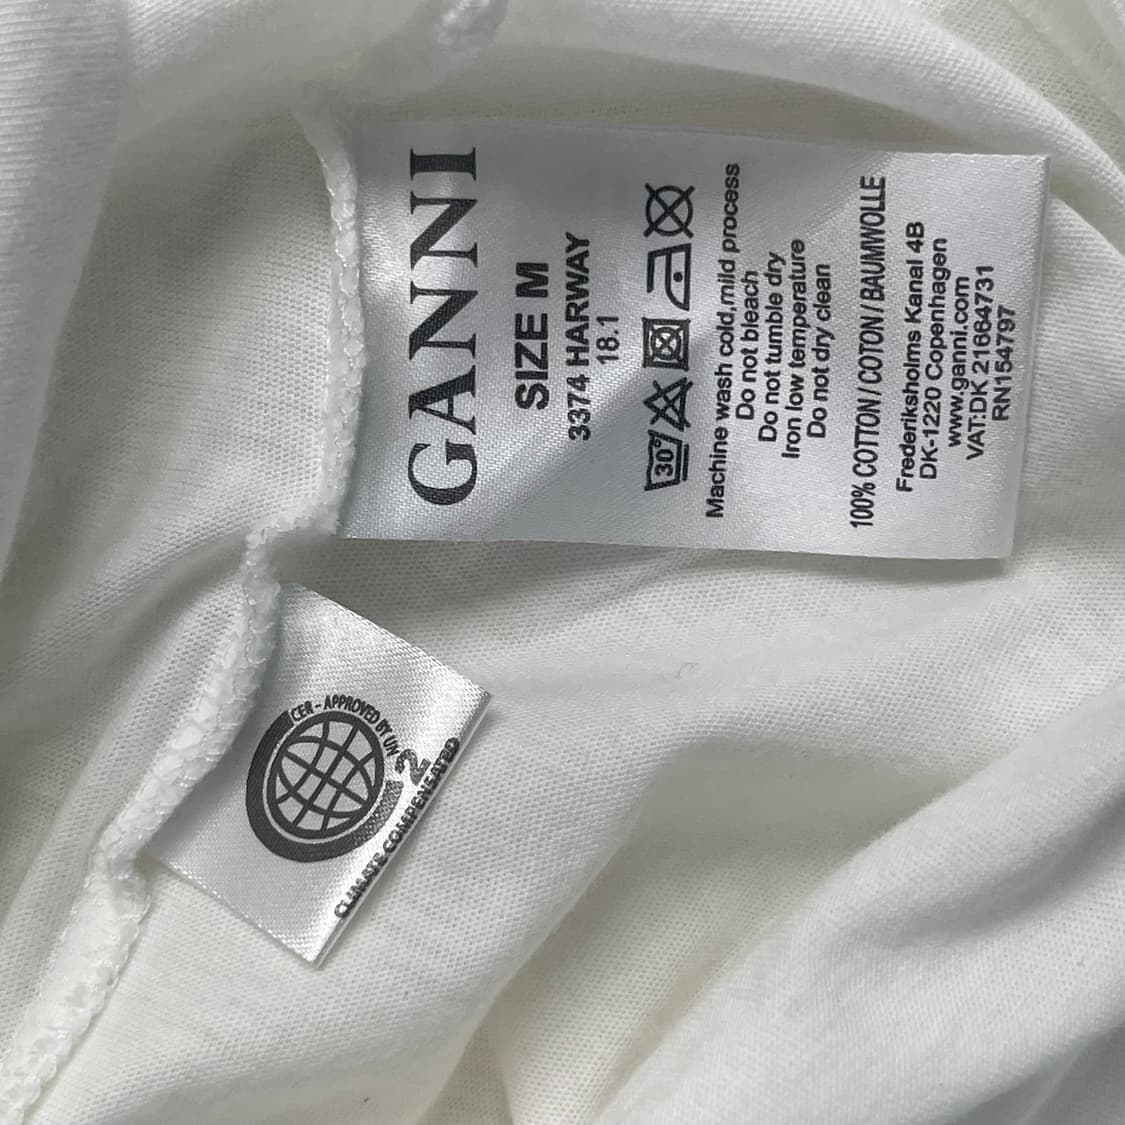 GANNI
SIZE M
3374 HARWAY
18.1
30°
Machine wash cold,mild process
Do not bleach
Do not tumble dry
Iron low temperature
Do not dry clean
100% COTTON / COTON / BAUMWOLLE
Frederiksholms Kanal 4B
DK-1220 Copenhagen
www.ganni.com
VAT:DK 21664731
RN154797
CER - APPROVED BY UN
2
CLIMATE COMPENSATED